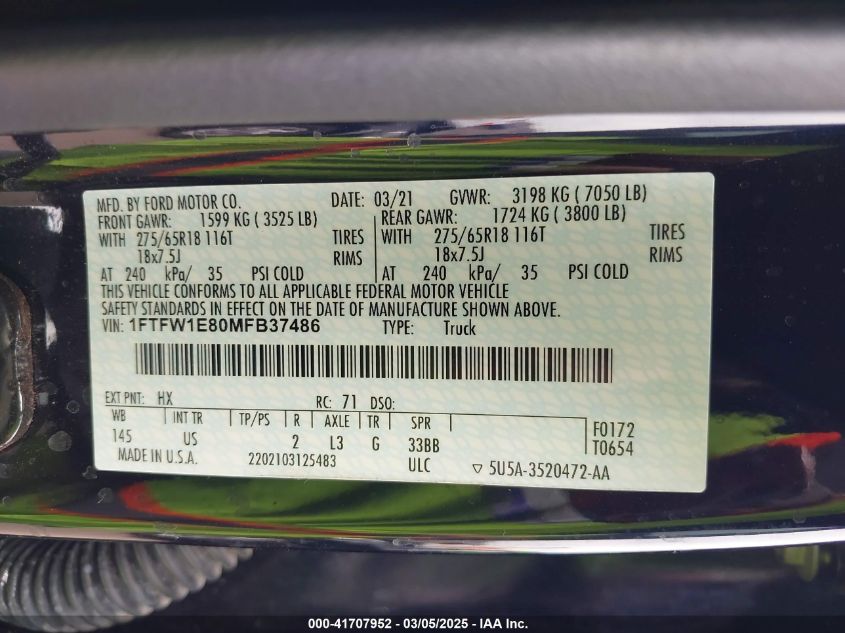 MFD. BY FORD MOTOR CO. DATE: 03/21 GVWR: 3198 KG ( 7050 LB)
FRONT GAWR: 1599 KG ( 3525 LB) REAR GAWR: 1724 KG ( 3800 LB)
WITH 275/65R18 116T TIRES WITH 275/65R18 116T TIRES
18x7.5J RIMS 18x7.5J RIMS
AT 240 kPa/ 35 PSI COLD AT 240 kPa/ 35 PSI COLD
THIS VEHICLE CONFORMS TO ALL APPLICABLE FEDERAL MOTOR VEHICLE
SAFETY STANDARDS IN EFFECT ON THE DATE OF MANUFACTURE SHOWN ABOVE.
VIN: 1FTFW1E80MFB37486 TYPE: Truck
EXT PNT: HX RC: 71 DSO:
WB INT TR TP/PS R AXLE TR SPR F0172
145 US 2 L3 G 33BB T0654
MADE IN U.S.A. 2202103125483 ULC ▽ 5U5A-3520472-AA
000-41707952 - 03/05/2025 - IAA Inc.